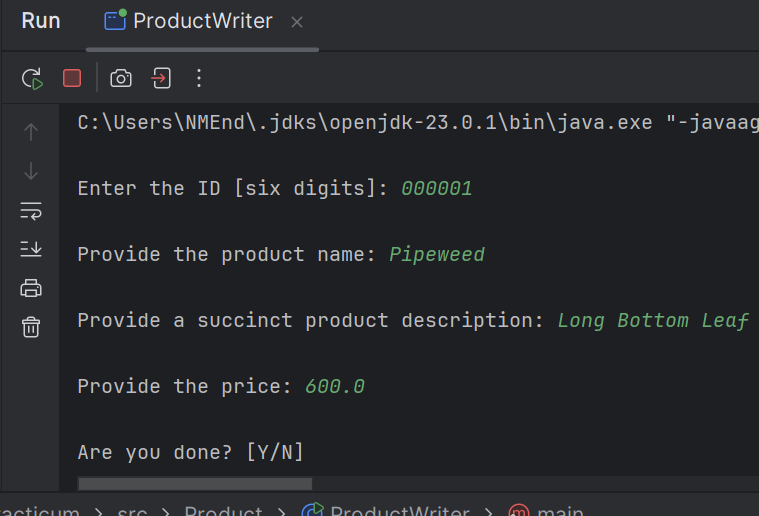 Run ProductWriter
C:\Users\NMEnd\.jdks\openjdk-23.0.1\bin\java.exe "-javaag
Enter the ID [six digits]: 000001
Provide the product name: Pipeweed
Provide a succinct product description: Long Bottom Leaf
Provide the price: 600.0
Are you done? [Y/N]
acticum > src > Product > ProductWriter > main